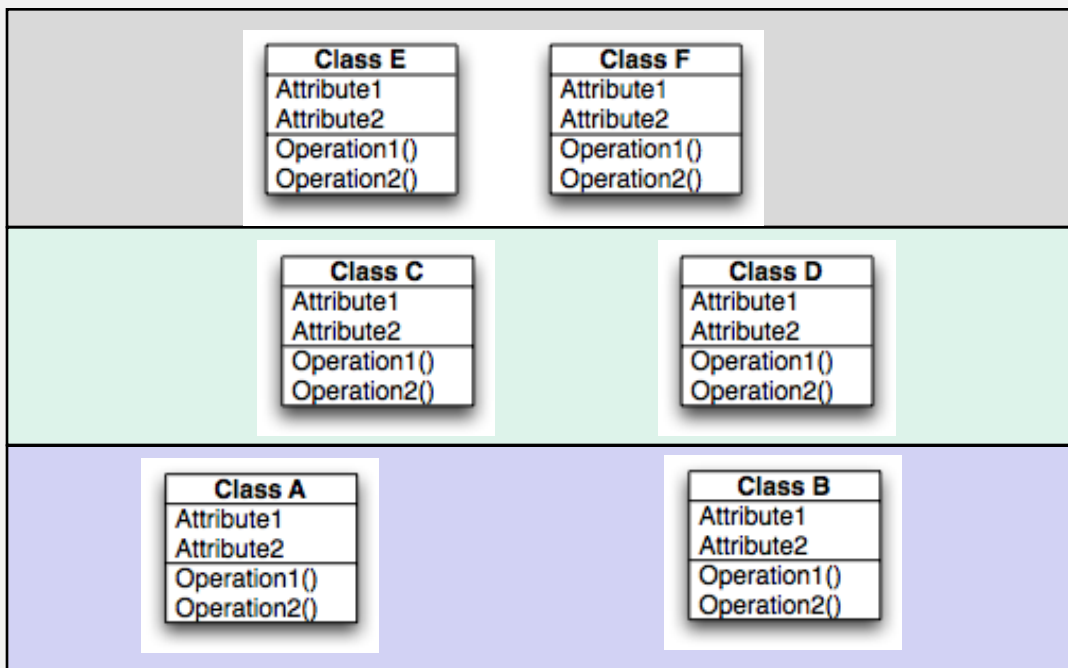 Class E
Attribute1
Attribute2
Operation1()
Operation2()
Class F
Attribute1
Attribute2
Operation1()
Operation2()
Class C
Attribute1
Attribute2
Operation1()
Operation2()
Class D
Attribute1
Attribute2
Operation1()
Operation2()
Class A
Attribute1
Attribute2
Operation1()
Operation2()
Class B
Attribute1
Attribute2
Operation1()
Operation2()